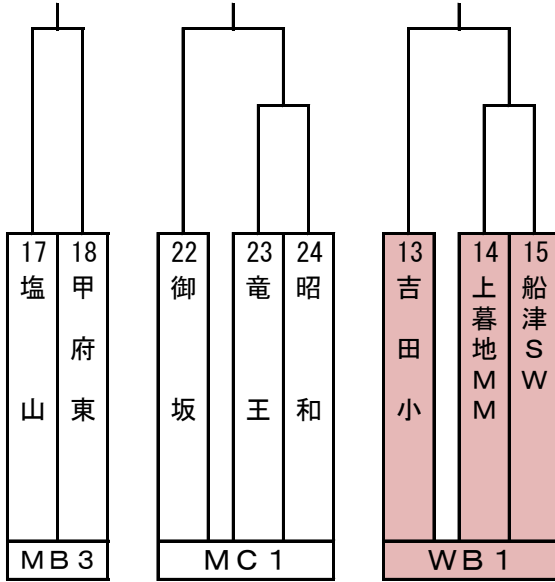 17 塩山
18 甲府東
22 御坂
23 竜王
24 昭和
13 吉田小
14 上暮地MM
15 船津SW
MB3
MC1
WB1